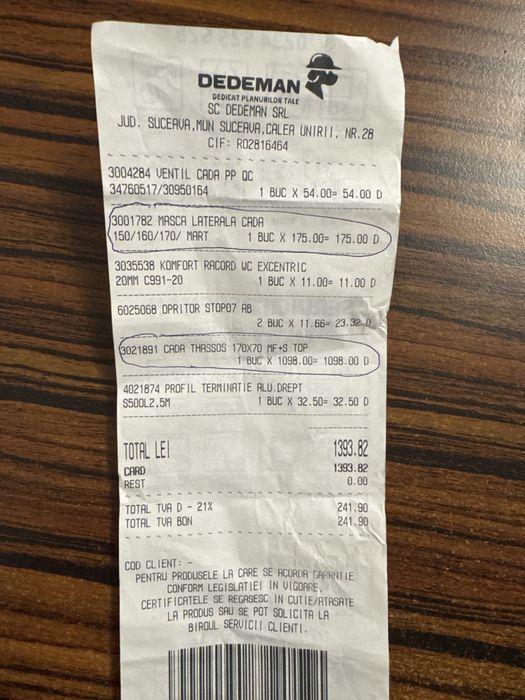 DEDEMAN
DEDICAT PLANURILOR TALE
SC DEDEMAN SRL
JUD. SUCEAVA,MUN SUCEAVA,CALEA UNIRII, NR.28
CIF: RO2816464
3004284 VENTIL CADA PP QC
34760517/30950164 1 BUC X 54.00= 54.00 D
3001782 MASCA LATERALA CADA
150/160/170/ MART 1 BUC X 175.00= 175.00 D
3035538 KOMFORT RACORD WC EXCENTRIC
20MM C991-20 1 BUC X 11.00= 11.00 D
6025068 OPRITOR STOP07 AB
2 BUC X 11.66= 23.32 D
3021891 CADA THASSOS 170X70 MF+S TOP
1 BUC X 1098.00= 1098.00 D
4021874 PROFIL TERMINATIE ALU.DREPT
S500L2,5M 1 BUC X 32.50= 32.50 D
TOTAL LEI 1393.82
CARD 1393.82
REST 0.00
TOTAL TVA D - 21% 241.90
TOTAL TVA BON 241.90
COD CLIENT: -
PENTRU PRODUSELE LA CARE SE ACORDA GARANTIE
CONFORM LEGISLATIEI IN VIGOARE,
CERTIFICATELE SE REGASESC IN CUTIE/ATASATE
LA PRODUS SAU SE POT SOLICITA LA
BIROUL SERVICII CLIENTI.